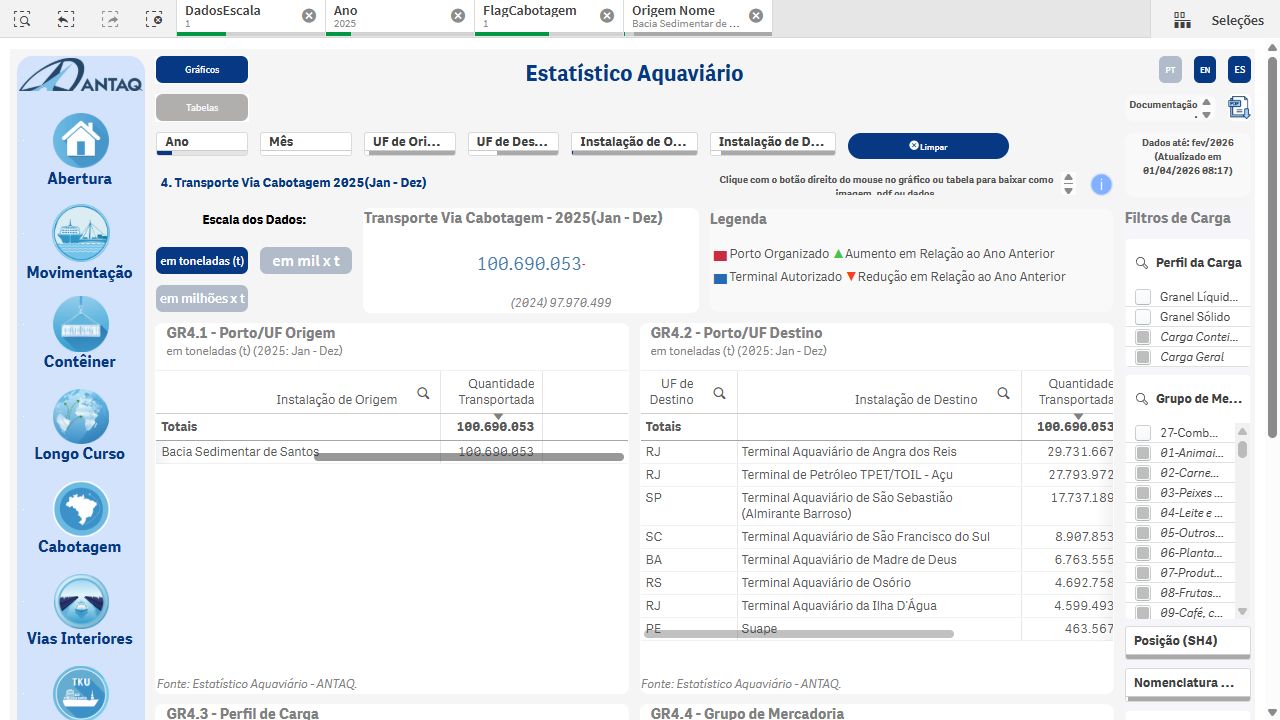 DadosEscala
1
Ano
2025
FlagCabotagem
1
Origem Nome
Bacia Sedimentar de ...
Seleções
ANTAQ
Abertura
Movimentação
Contêiner
Longo Curso
Cabotagem
Vias Interiores
TKU
Gráficos
Tabelas
Estatístico Aquaviário
PT
EN
ES
Documentação
Ano
Mês
UF de Ori...
UF de Des...
Instalação de O...
Instalação de D...
Limpar
Dados até: fev/2026
(Atualizado em
01/04/2026 08:17)
4. Transporte Via Cabotagem 2025(Jan - Dez)
Clique com o botão direito do mouse no gráfico ou tabela para baixar como
imagem, pdf ou dados
Escala dos Dados:
em toneladas (t)
em mil x t
em milhões x t
Transporte Via Cabotagem - 2025(Jan - Dez)
100.690.053-
(2024) 97.970.499
Legenda
Porto Organizado ▲Aumento em Relação ao Ano Anterior
Terminal Autorizado ▼Redução em Relação ao Ano Anterior
GR4.1 - Porto/UF Origem
em toneladas (t) (2025: Jan - Dez)
Instalação de Origem
Quantidade
Transportada
Totais 100.690.053
Bacia Sedimentar de Santos 100.690.053
Fonte: Estatístico Aquaviário - ANTAQ.
GR4.2 - Porto/UF Destino
em toneladas (t) (2025: Jan - Dez)
UF de
Destino
Instalação de Destino
Quantidade
Transportada
Totais 100.690.053
RJ Terminal Aquaviário de Angra dos Reis 29.731.667
RJ Terminal de Petróleo TPET/TOIL - Açu 27.793.972
SP Terminal Aquaviário de São Sebastião
(Almirante Barroso) 17.737.189
SC Terminal Aquaviário de São Francisco do Sul 8.907.853
BA Terminal Aquaviário de Madre de Deus 6.763.555
RS Terminal Aquaviário de Osório 4.692.758
RJ Terminal Aquaviário da Ilha D'Água 4.599.493
PE Suape 463.567
Fonte: Estatístico Aquaviário - ANTAQ.
Filtros de Carga
Perfil da Carga
Granel Líquid...
Granel Sólido
Carga Contei...
Carga Geral
Grupo de Me...
27-Comb...
01-Animai...
02-Carne...
03-Peixes ...
04-Leite e ...
05-Outros...
06-Planta...
07-Produt...
08-Frutas...
09-Café, c...
Posição (SH4)
Nomenclatura ...
GR4.3 - Perfil de Carga
GR4.4 - Grupo de Mercadoria